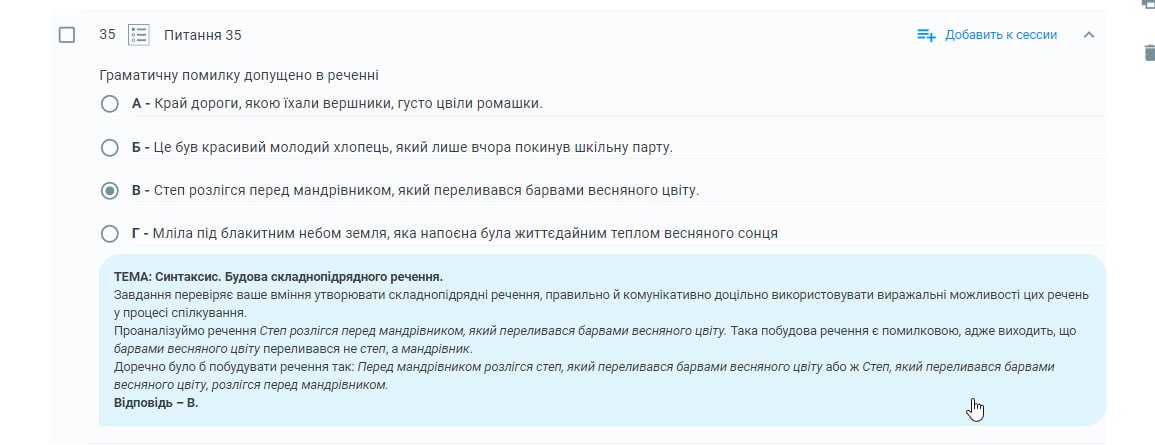 35 Питання 35 Добавить к сессии
Граматичну помилку допущено в реченні
А - Край дороги, якою їхали вершники, густо цвіли ромашки.
Б - Це був красивий молодий хлопець, який лише вчора покинув шкільну парту.
В - Степ розлігся перед мандрівником, який переливався барвами весняного цвіту.
Г - Мліла під блакитним небом земля, яка напоєна була життєдайним теплом весняного сонця
ТЕМА: Синтаксис. Будова складнопідрядного речення.
Завдання перевіряє ваше вміння утворювати складнопідрядні речення, правильно й комунікативно доцільно використовувати виражальні можливості цих речень
у процесі спілкування.
Проаналізуймо речення Степ розлігся перед мандрівником, який переливався барвами весняного цвіту. Така побудова речення є помилковою, адже виходить, що
барвами весняного цвіту переливався не степ, а мандрівник.
Доречно було б побудувати речення так: Перед мандрівником розлігся степ, який переливався барвами весняного цвіту або ж Степ, який переливався барвами
весняного цвіту, розлігся перед мандрівником.
Відповідь – В.